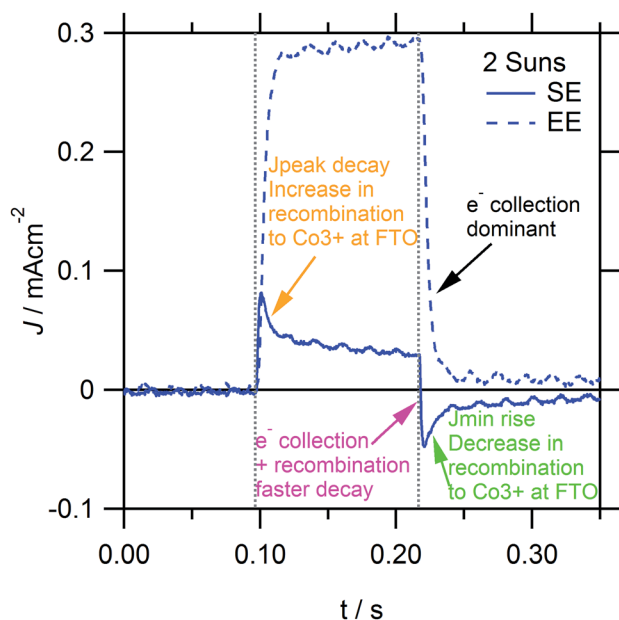 0.3
0.2
0.1
0
-0.1
J / mAcm-2
2 Suns
SE
EE
Jpeak decay
Increase in
recombination
to Co3+ at FTO
e- collection
dominant
e- collection
+ recombination
faster decay
Jmin rise
Decrease in
recombination
to Co3+ at FTO
0.00
0.10
0.20
0.30
t / s